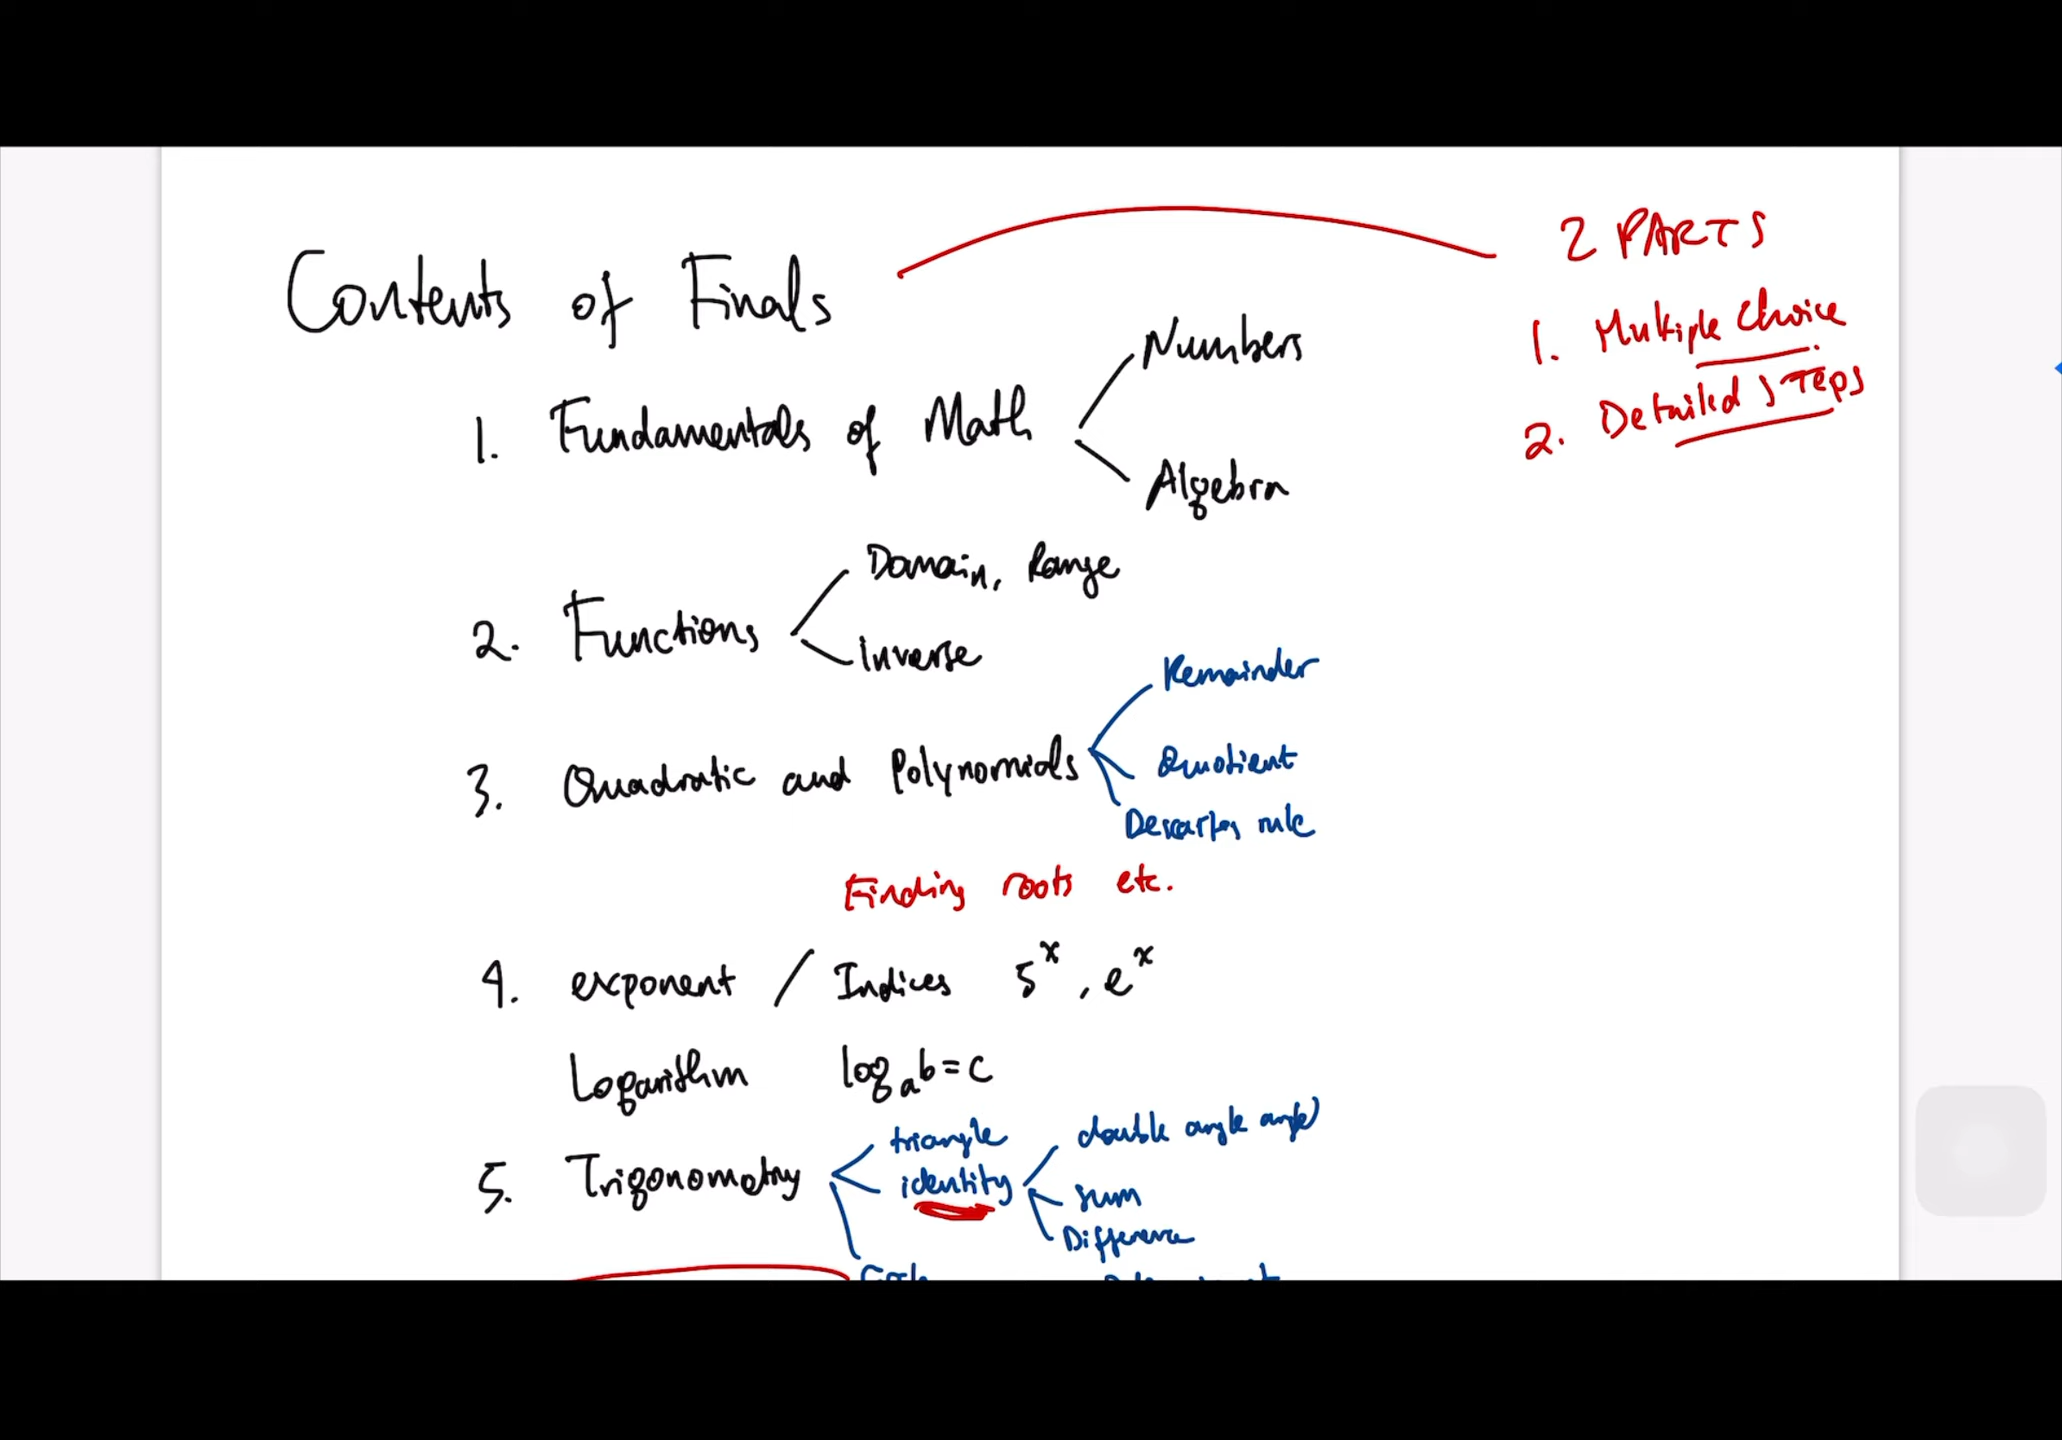 Contents of Finals
2 PARTS
1. Multiple Choice
2. Detailed steps
1. Fundamentals of Math
Numbers
Algebra
2. Functions
Domain, Range
inverse
3. Quadratic and Polynomials
Remainder
Quotient
Descartes rule
Finding roots etc.
4. exponent / Indices 5^x, e^x
Logarithm log_a b = c
5. Trigonometry
triangle
identity
double angle angle
sum
Difference